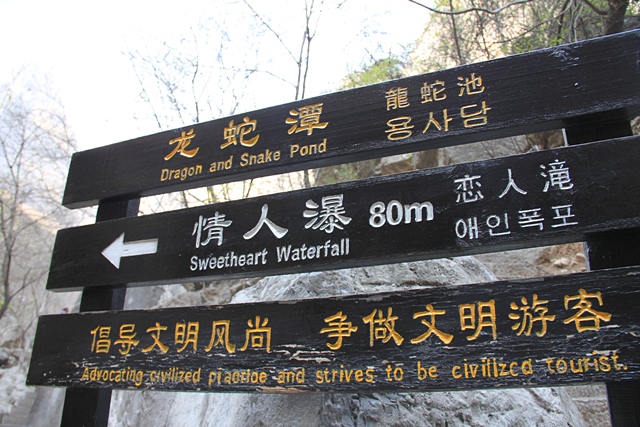 龙蛇潭
Dragon and Snake Pond
龍蛇池
용사담
情人瀑 80m
Sweetheart Waterfall
恋人滝
애인폭포
倡导文明风尚 争做文明游客
Advocating civilized practice and strives to be civilized tourist.